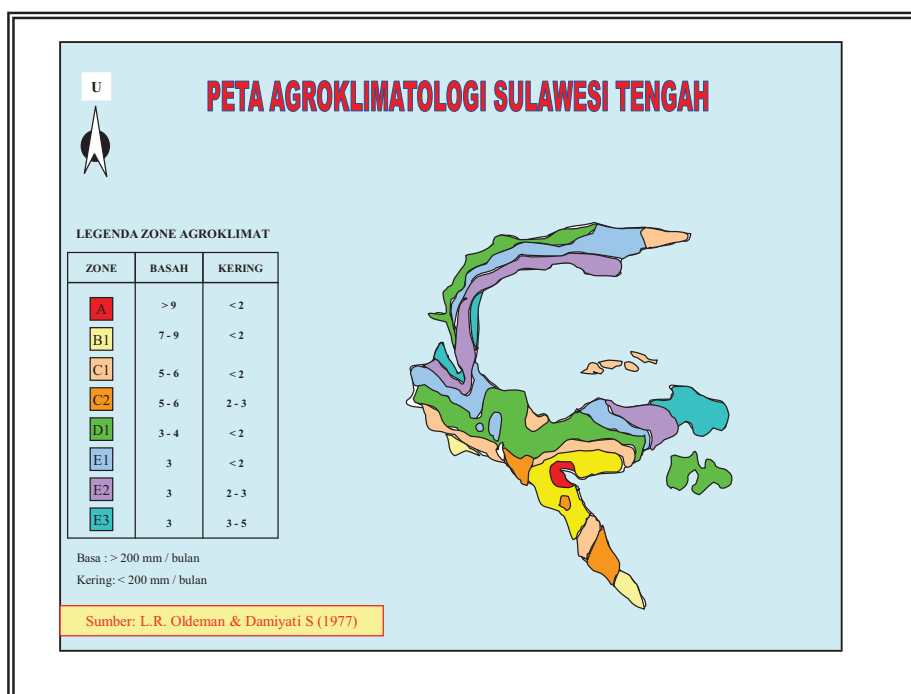 U
PETA AGROKLIMATOLOGI SULAWESI TENGAH
LEGENDA ZONE AGROKLIMAT
ZONE BASAH KERING
A > 9 < 2
B1 7 - 9 < 2
C1 5 - 6 < 2
C2 5 - 6 2 - 3
D1 3 - 4 < 2
E1 3 < 2
E2 3 2 - 3
E3 3 3 - 5
Basa : > 200 mm / bulan
Kering: < 200 mm / bulan
Sumber: L.R. Oldeman & Damiyati S (1977)